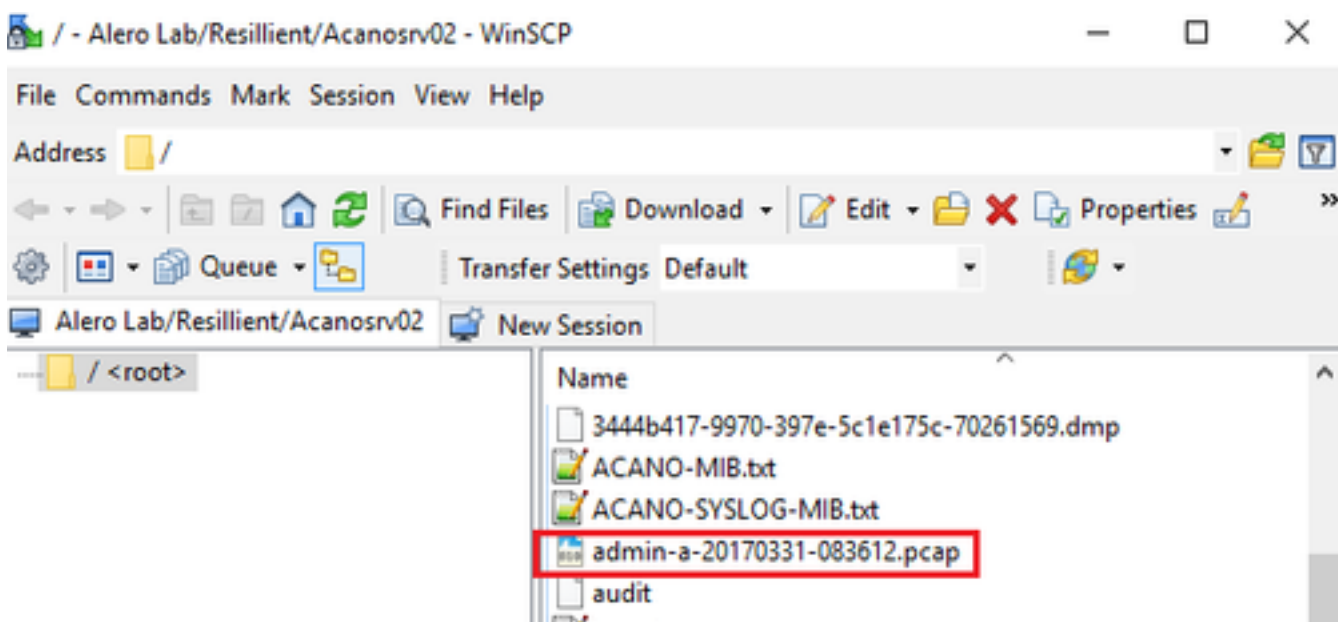 / - Alero Lab/Resillient/Acanosrv02 - WinSCP
File Commands Mark Session View Help
Address /
Find Files Download Edit Properties »
Queue Transfer Settings Default
Alero Lab/Resillient/Acanosrv02 New Session
/ <root>
Name
3444b417-9970-397e-5c1e175c-70261569.dmp
ACANO-MIB.txt
ACANO-SYSLOG-MIB.txt
admin-a-20170331-083612.pcap
audit